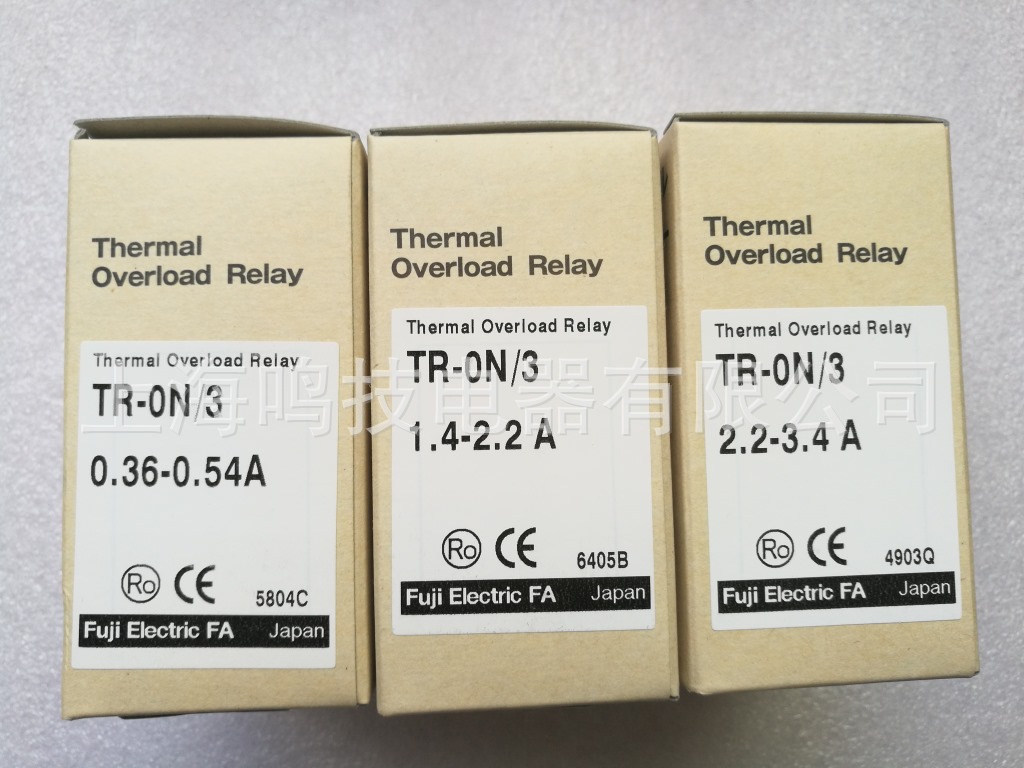 Thermal
Overload Relay
Thermal Overload Relay
TR-0N/3
0.36-0.54A
Ro CE
5804C
Fuji Electric FA Japan
Thermal
Overload Relay
Thermal Overload Relay
TR-0N/3
1.4-2.2 A
Ro CE
6405B
Fuji Electric FA Japan
Thermal
Overload Relay
Thermal Overload Relay
TR-0N/3
2.2-3.4 A
Ro CE
4903Q
Fuji Electric FA Japan
上海鸣技电器有限公司